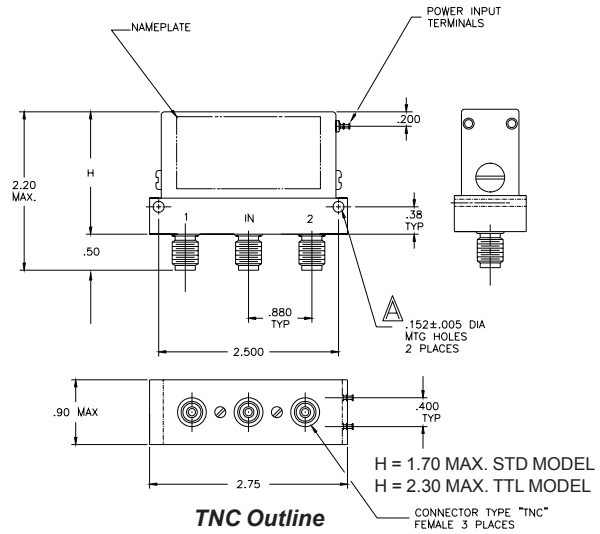 NAMEPLATE
POWER INPUT
TERMINALS
.200
2.20
MAX.
H
.38
TYP
1 IN 2
.50
.880
TYP
A
.152±.005 DIA
MTG HOLES
2 PLACES
2.500
.90 MAX
.400
TYP
H = 1.70 MAX. STD MODEL
H = 2.30 MAX. TTL MODEL
2.75
TNC Outline
CONNECTOR TYPE "TNC"
FEMALE 3 PLACES